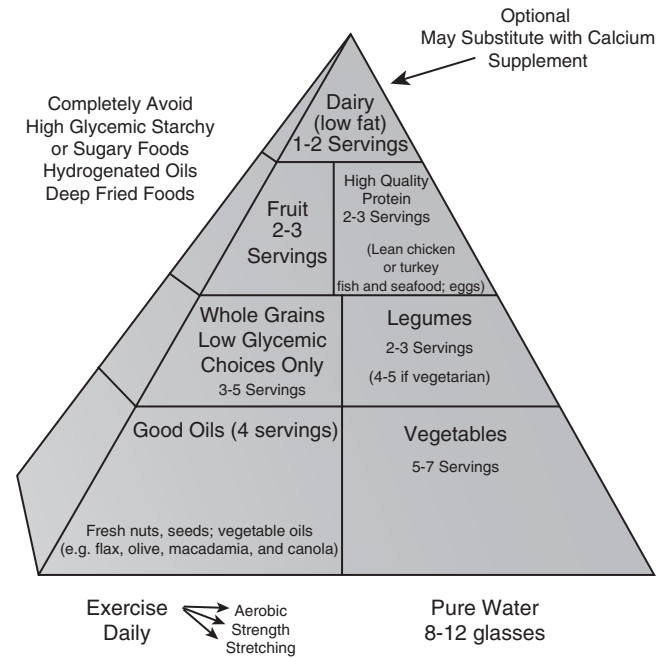 Optional
May Substitute with Calcium
Supplement
Completely Avoid
High Glycemic Starchy
or Sugary Foods
Hydrogenated Oils
Deep Fried Foods
Dairy
(low fat)
1-2 Servings
Fruit
2-3
Servings
High Quality
Protein
2-3 Servings
(Lean chicken
or turkey
fish and seafood; eggs)
Whole Grains
Low Glycemic
Choices Only
3-5 Servings
Legumes
2-3 Servings
(4-5 if vegetarian)
Good Oils (4 servings)
Fresh nuts, seeds; vegetable oils
(e.g. flax, olive, macadamia, and canola)
Vegetables
5-7 Servings
Exercise
Daily
Aerobic
Strength
Stretching
Pure Water
8-12 glasses